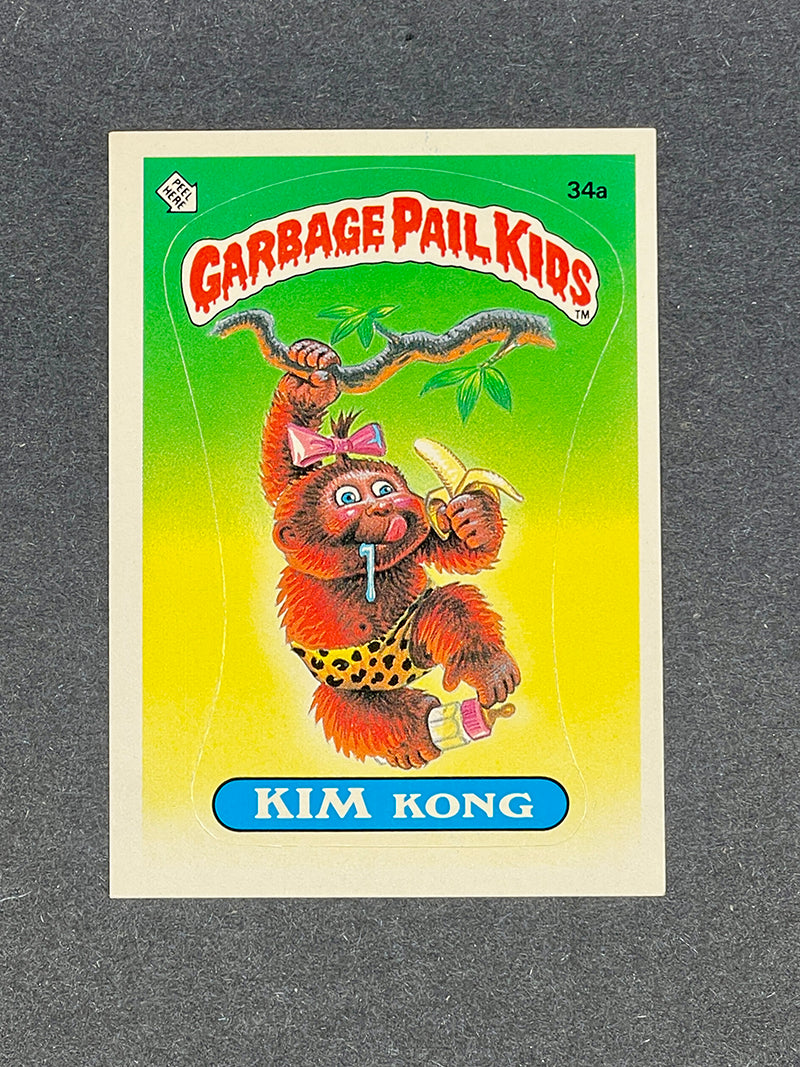 PEEL
HERE
34a
GARBAGE PAIL KIDS
TM
KIM KONG